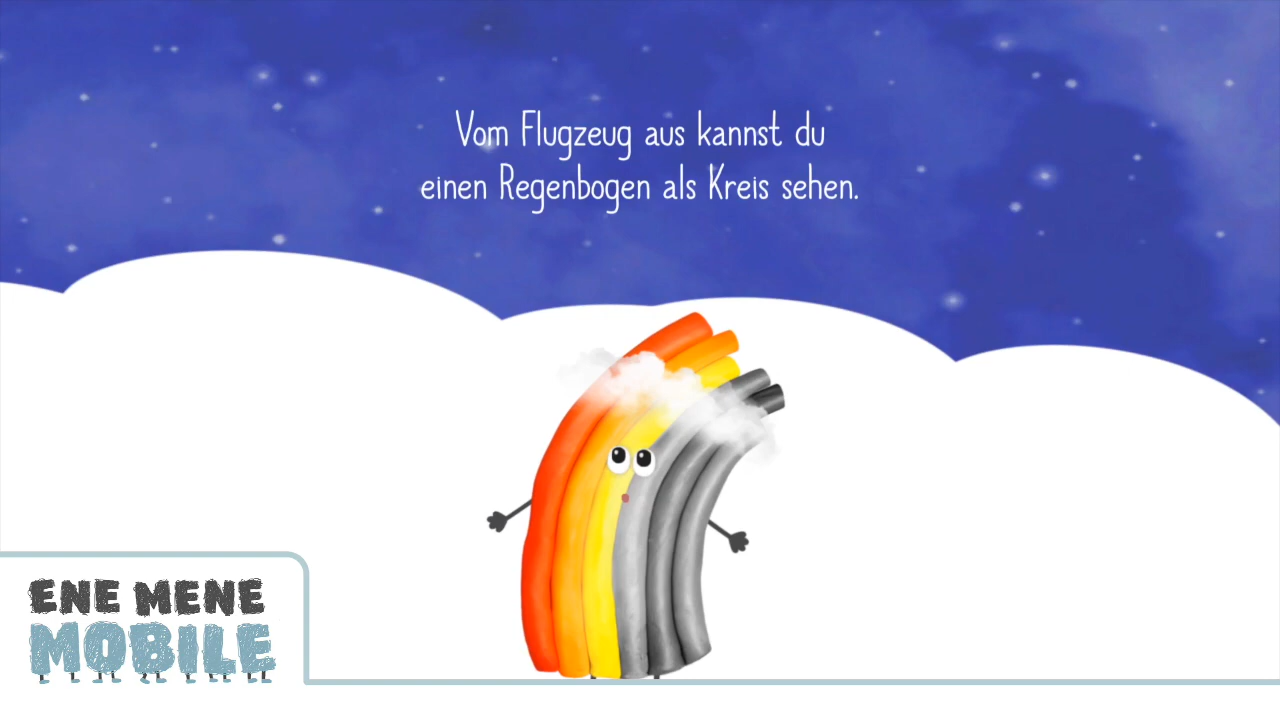 Vom Flugzeug aus kannst du
einen Regenbogen als Kreis sehen.
ENE MENE
MOBILE